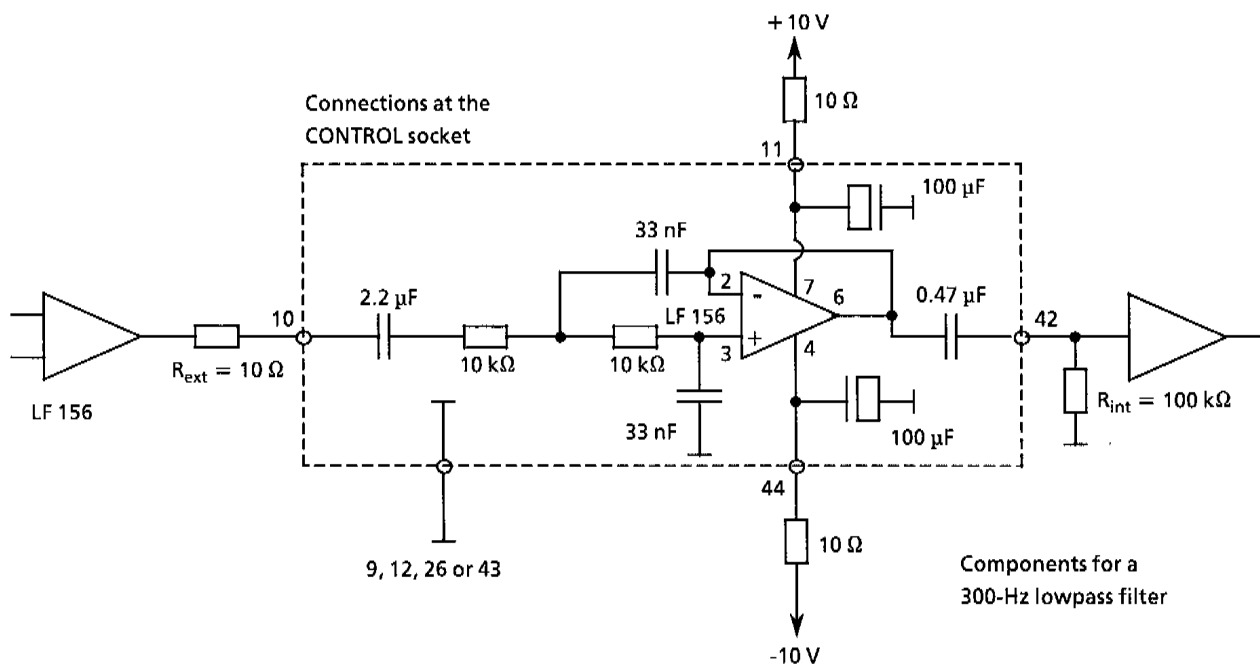 +10 V
10 Ω
Connections at the
CONTROL socket
11
100 µF
33 nF
2
7
6
0.47 µF
42
2.2 µF
10
LF 156
10 kΩ
10 kΩ
3
4
-
+
R_ext = 10 Ω
LF 156
33 nF
100 µF
R_int = 100 kΩ
44
10 Ω
9, 12, 26 or 43
Components for a
300-Hz lowpass filter
-10 V